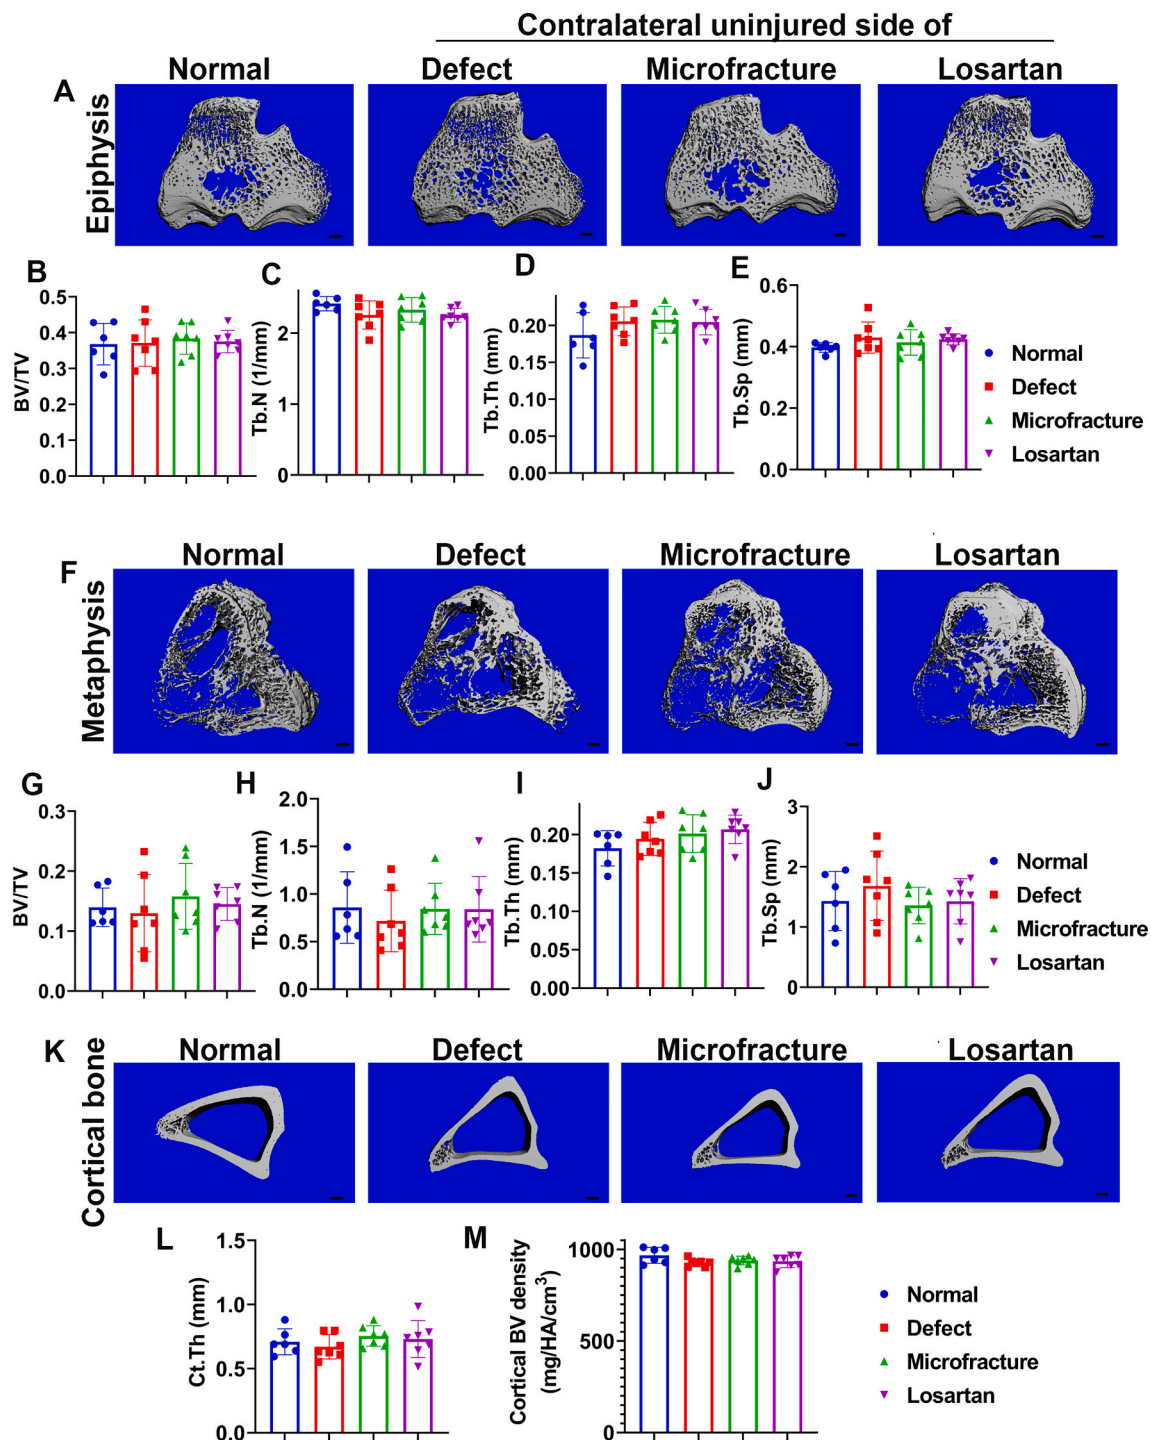 Contralateral uninjured side of
Normal Defect Microfracture Losartan
A
Epiphysis
B C D E
BV/TV
0.5
0.4
0.3
0.2
0.1
0.0
Tb.N (1/mm)
2
1
0
Tb.Th (mm)
0.20
0.15
0.10
0.05
0.00
Tb.Sp (mm)
0.6
0.4
0.2
0.0
Normal
Defect
Microfracture
Losartan
Normal Defect Microfracture Losartan
F
Metaphysis
G H I J
BV/TV
0.3
0.2
0.1
0.0
Tb.N (1/mm)
2.0
1.5
1.0
0.5
0.0
Tb.Th (mm)
0.20
0.15
0.10
0.05
0.00
Tb.Sp (mm)
3
2
1
0
Normal
Defect
Microfracture
Losartan
K
Normal Defect Microfracture Losartan
Cortical bone
L M
Ct.Th (mm)
1.5
1.0
0.5
0.0
Cortical BV density
(mg/HA/cm³)
1000
500
0
Normal
Defect
Microfracture
Losartan